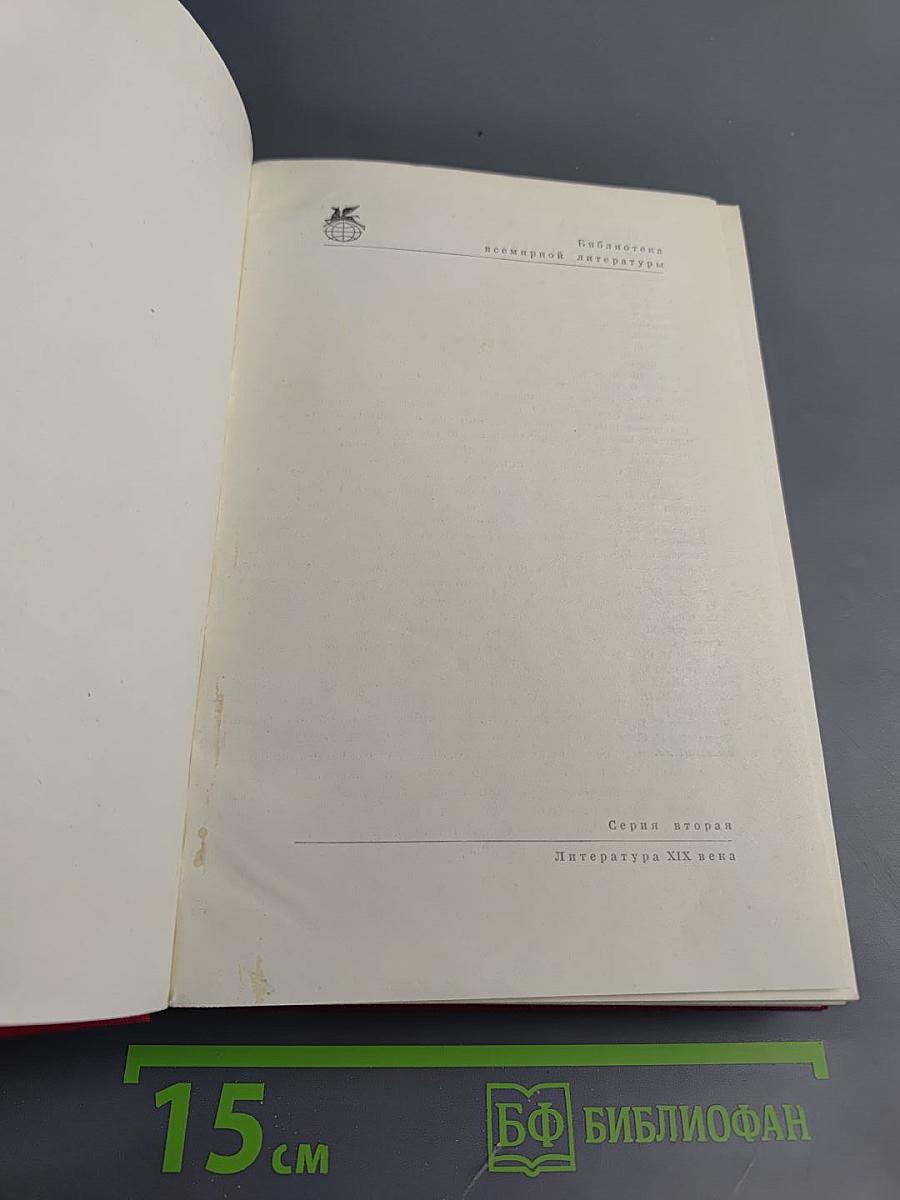 Библиотека
всемирной литературы
Серия вторая
Литература XIX века
15 см
БФ БИБЛИОФАН